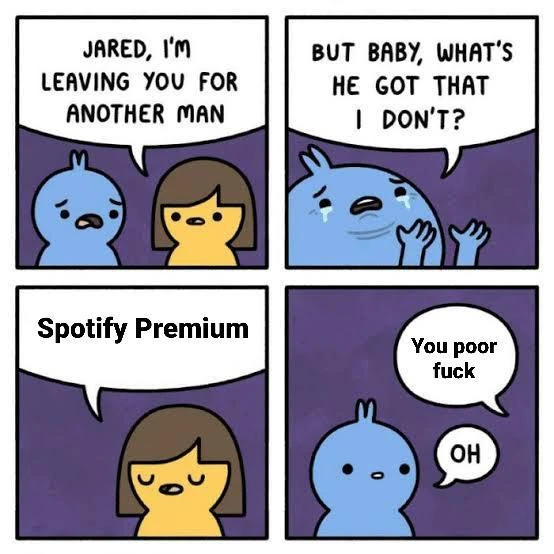 JARED, I'M
LEAVING YOU FOR
ANOTHER MAN
BUT BABY, WHAT'S
HE GOT THAT
I DON'T?
Spotify Premium
You poor
fuck
OH